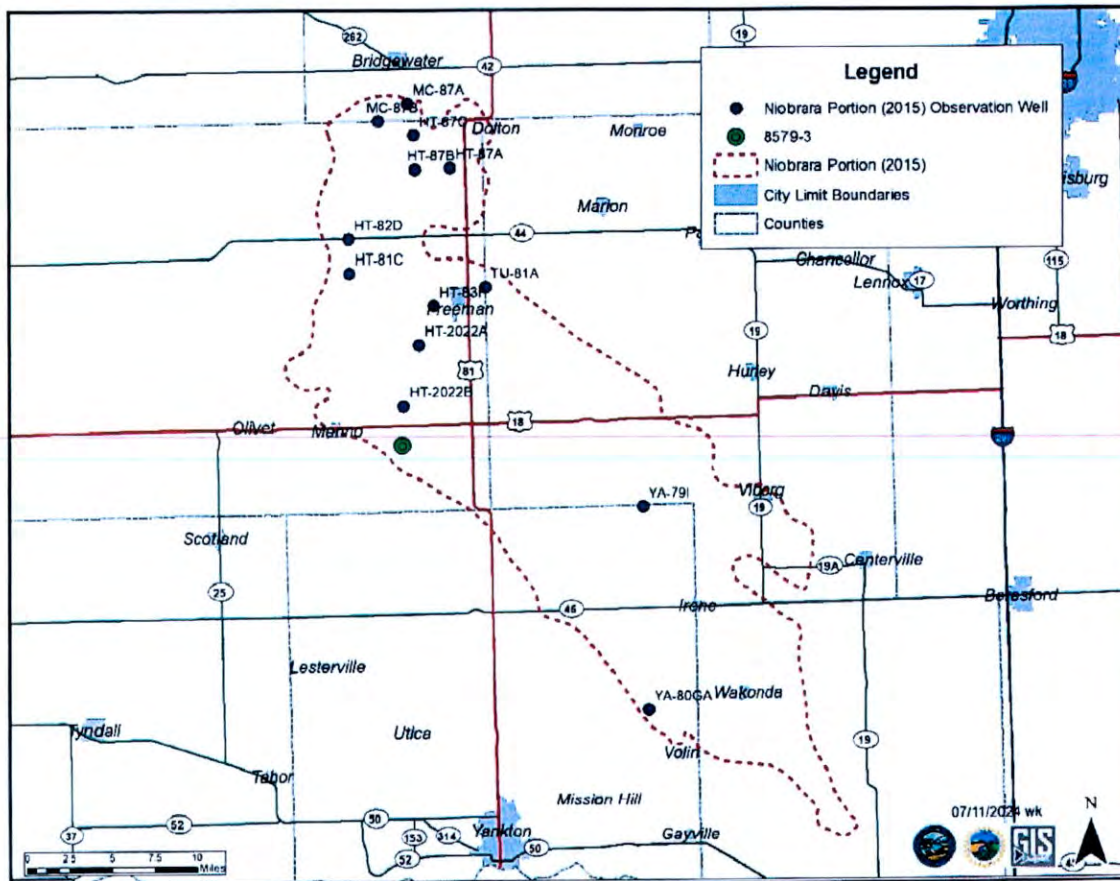 19
262
Bridgewater
42
Legend
Niobrara Portion (2015) Observation Well
8579-3
Niobrara Portion (2015)
City Limit Boundaries
Counties
MC-87A
MC-87B
HT-87C
Dolton
Monroe
HT-87B
HT-87A
isburg
Marion
HT-82D
44
Chancellor
115
HT-81C
TU-81A
Lennox
17
Worthing
Freeman
19
18
HT-2022A
81
Hurley
Davis
HT-2022B
18
Olivet
Menno
YA-79I
Viborg
19
Scotland
19A
Centerville
25
46
Irene
Beresford
Lesterville
YA-80GA
Wakonda
Tyndall
Utica
19
Volin
Tabor
Mission Hill
07/11/2024 wk
N
37
52
50
153
314
Yankton
50
Gayville
52
GIS
0 2.5 5 7.5 10
Miles